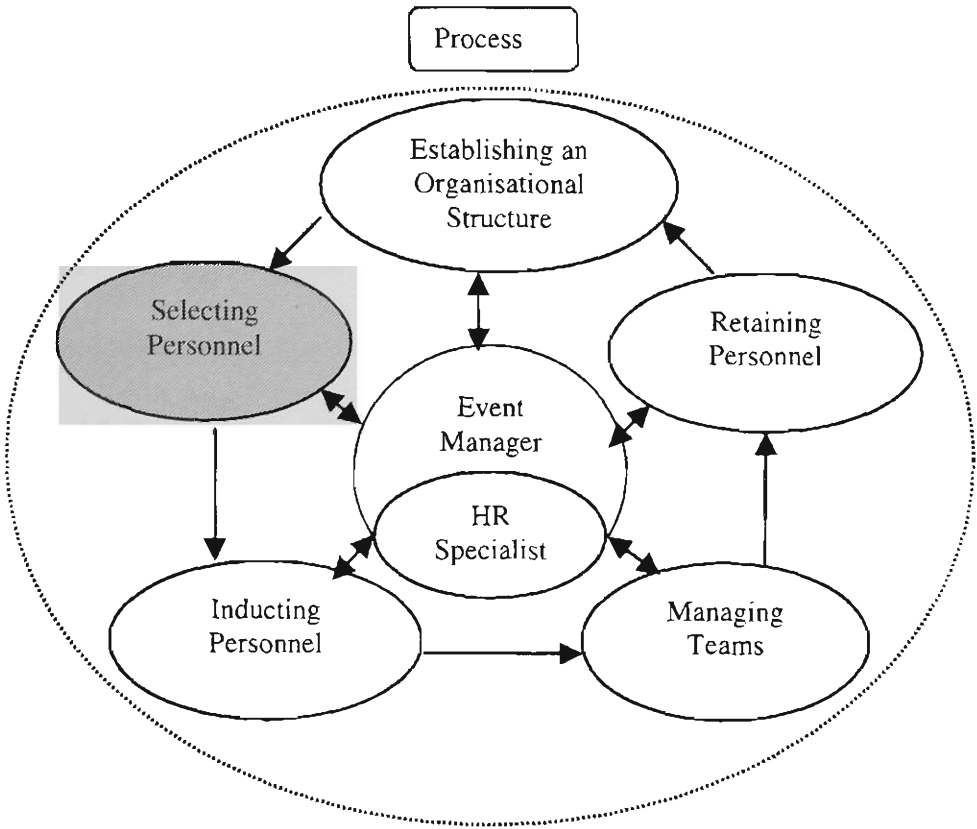 Process
Establishing an
Organisational
Structure
Selecting
Personnel
Retaining
Personnel
Event
Manager
HR
Specialist
Inducting
Personnel
Managing
Teams